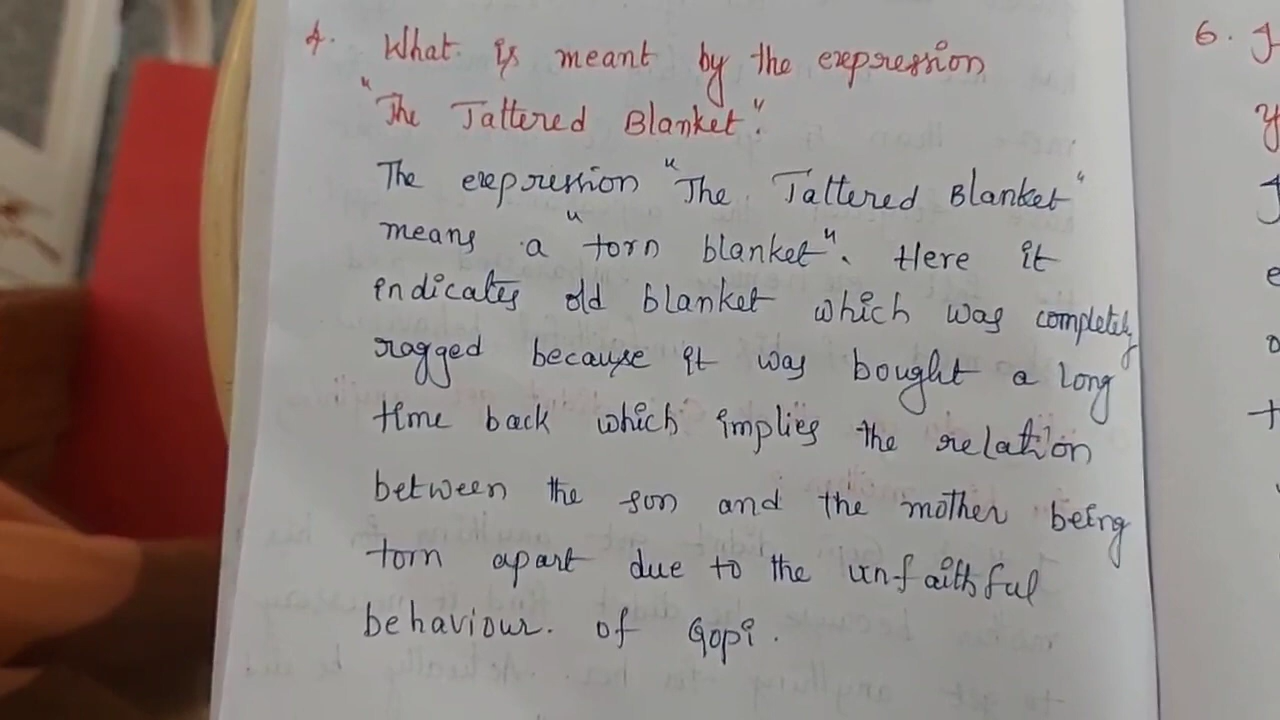 4. What is meant by the expression
"The Tattered Blanket".
The expression "The Tattered Blanket"
means a "torn blanket". Here it
indicates old blanket which was completely
ragged because it was bought a long
time back which implies the relation
between the son and the mother being
torn apart due to the unfaithful
behaviour. of Gopi.
6.